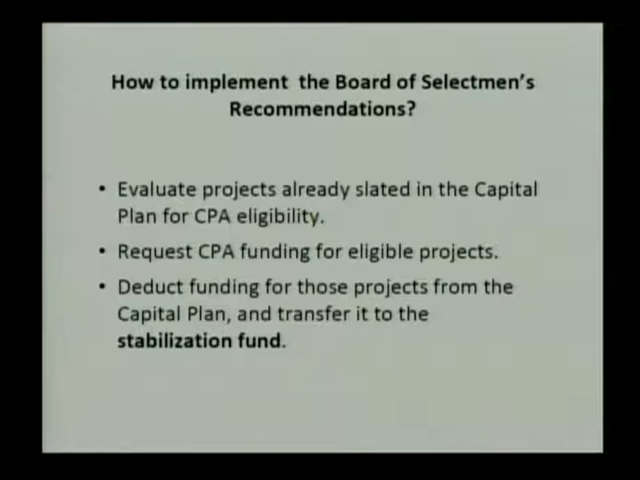 How to implement  the Board of Selectmen's
Recommendations?
• Evaluate projects already slated in the Capital
Plan for CPA eligibility.
• Request CPA funding for eligible projects.
• Deduct funding for those projects from the
Capital Plan, and transfer it to the
stabilization fund.